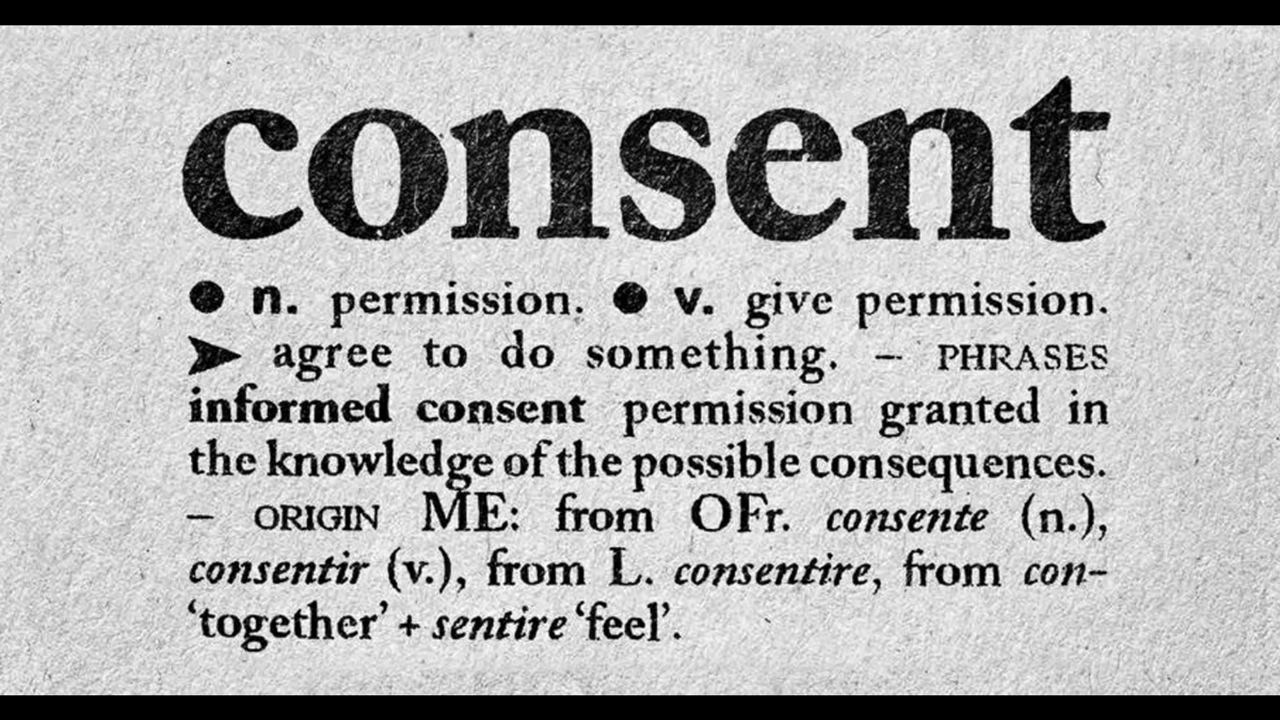 consent
● n. permission. ● v. give permission.
➤ agree to do something. – PHRASES
informed consent permission granted in
the knowledge of the possible consequences.
– ORIGIN ME: from OFr. consente (n.),
consentir (v.), from L. consentire, from con-
‘together’ + sentire ‘feel’.